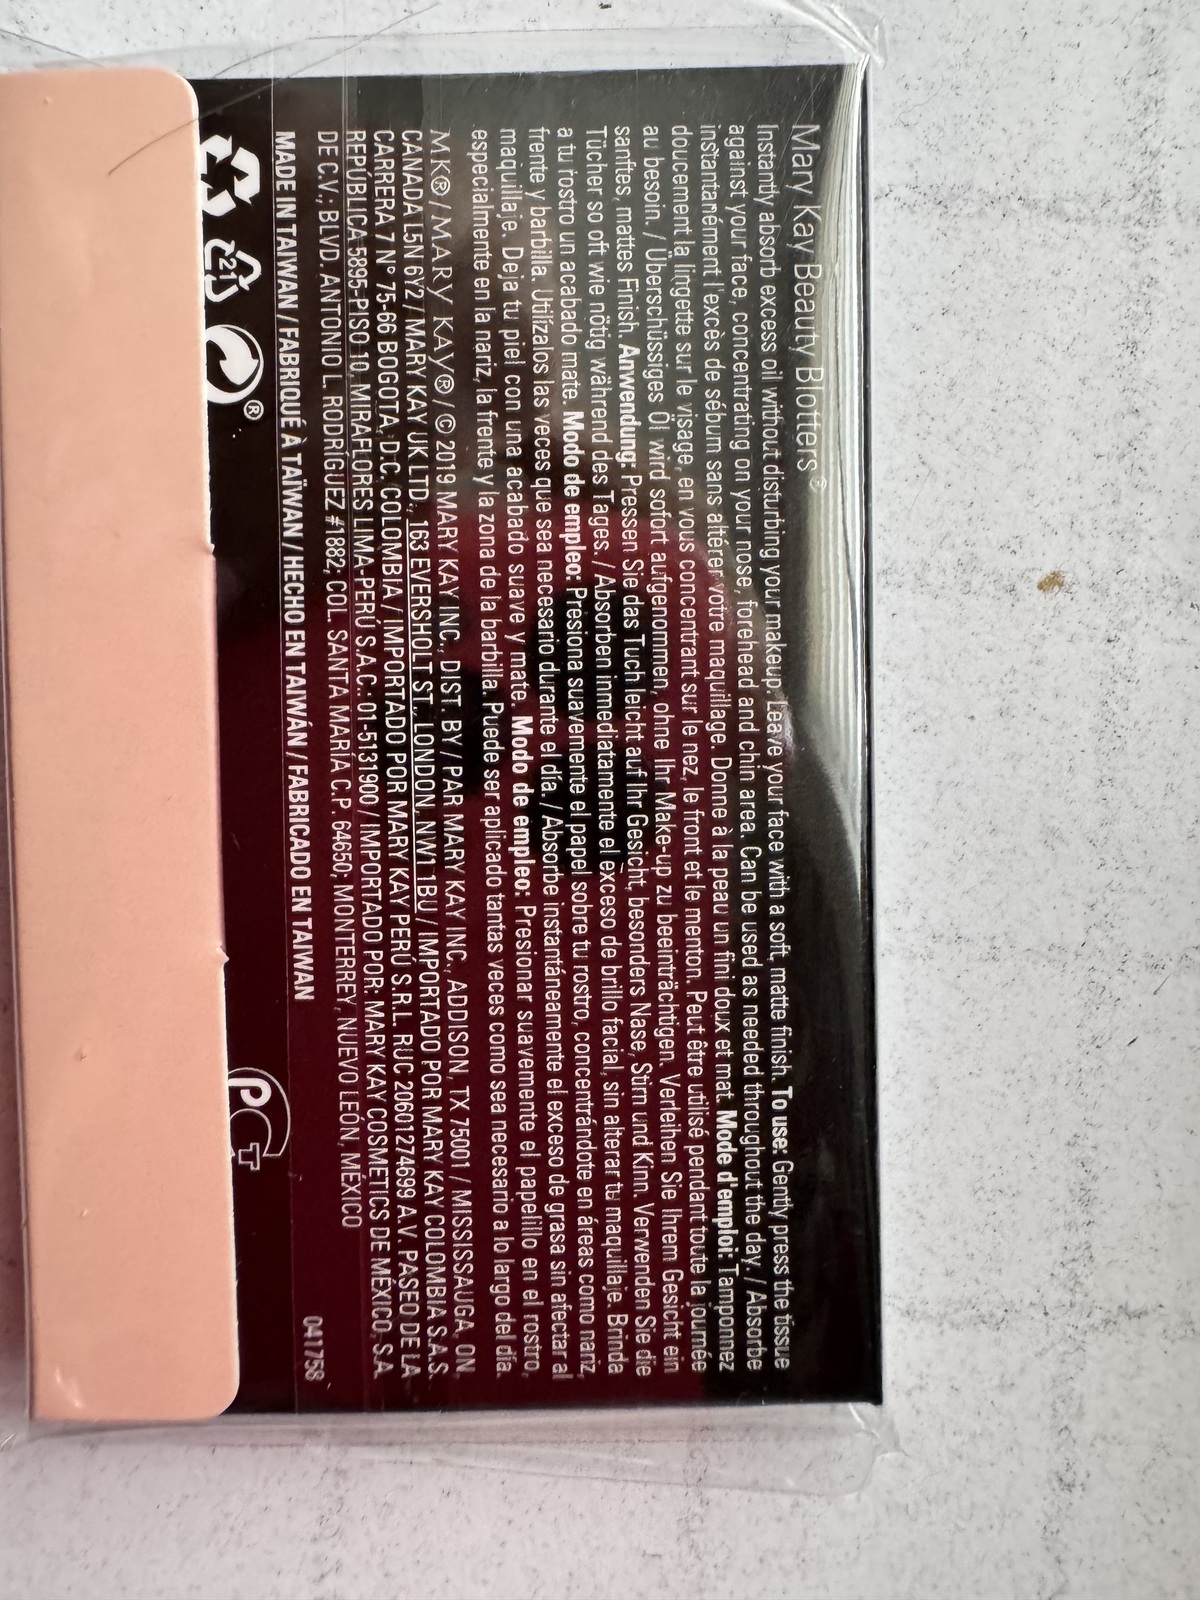 Mary Kay Beauty Blotters®
Instantly absorb excess oil without disturbing your makeup. Leave your face with a soft, matte finish. To use: Gently press the tissue
against your face, concentrating on your nose, forehead and chin area. Can be used as needed throughout the day. / Absorbe
instantanément l'excès de sébum sans altérer votre maquillage. Donne à la peau un fini doux et mat. Mode d'emploi: Tamponnez
doucement la lingette sur le visage, en vous concentrant sur le nez, le front et le menton. Peut être utilisé pendant toute la journée
au besoin. / Überschüssiges Öl wird sofort aufgenommen, ohne Ihr Make-up zu beeinträchtigen. Verleihen Sie Ihrem Gesicht ein
sanftes, mattes Finish. Anwendung: Pressen Sie das Tuch leicht auf Ihr Gesicht, besonders Nase, Stirn und Kinn. Verwenden Sie die
Tücher so oft wie nötig während des Tages. / Absorben immediatamente el exceso de brillo facial, sin alterar tu maquillaje. Brinda
a tu rostro un acabado mate. Modo de empleo: Presiona suavemente el papel sobre tu rostro, concentrándote en áreas como nariz,
frente y barbilla. Utilízalos las veces que sea necesario durante el día. / Absorbe instantáneamente el exceso de grasa sin afectar al
maquillaje. Deja tu piel con una acabado suave y mate. Modo de empleo: Presionar suavemente el papelillo en el rostro,
especialmente en la nariz, la frente y la zona de la barbilla. Puede ser aplicado tantas veces como sea necesario a lo largo del día.
MK® / MARY KAY® / © 2019 MARY KAY INC., DIST. BY / PAR MARY KAY INC., ADDISON, TX 75001 / MISSISSAUGA, ON,
CANADA L5N 6Y2 / MARY KAY UK LTD., 163 EVERSHOLT ST., LONDON, NW1 1BU / IMPORTADO POR MARY KAY COLOMBIA S.A.S.
CARRERA 7 N° 75-66 BOGOTA, D.C, COLOMBIA / IMPORTADO POR MARY KAY PERÚ S.R.L. RUC 20601274699 A.V. PASEO DE LA
REPÚBLICA 5895-PISO 10, MIRAFLORES LIMA-PERÚ S.A.C.: 01-5131900 / IMPORTADO POR: MARY KAY COSMETICS DE MÉXICO, S.A.
DE C.V.; BLVD. ANTONIO L. RODRÍGUEZ #1882; COL. SANTA MARIA C.P. 64650; MONTERREY, NUEVO LEÓN, MÉXICO
MADE IN TAIWAN / FABRIQUÉ À TAÏWAN / HECHO EN TAIWÁN / FABRICADO EN TAIWAN
041758
21
®
PCT